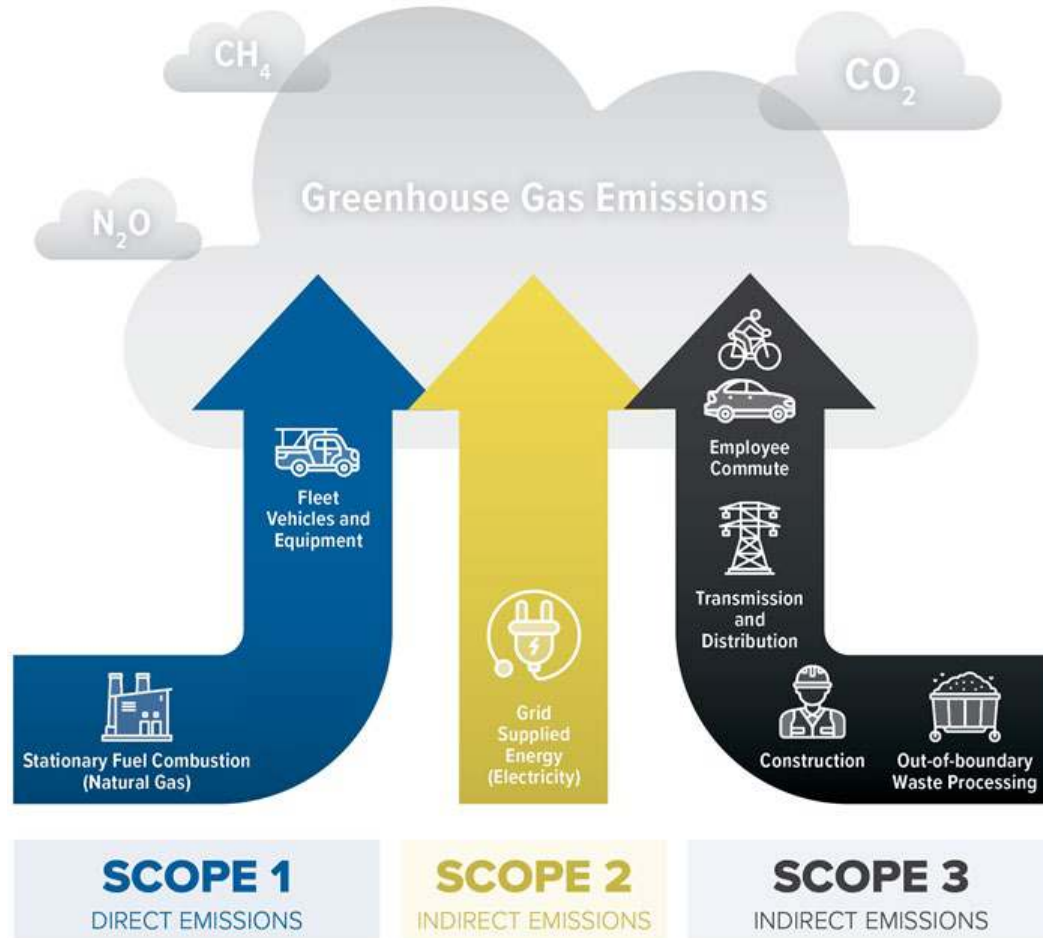 CH₄
CO₂
N₂O
Greenhouse Gas Emissions
Fleet
Vehicles and
Equipment
Stationary Fuel Combustion
(Natural Gas)
Grid
Supplied
Energy
(Electricity)
Employee
Commute
Transmission
and
Distribution
Construction
Out-of-boundary
Waste Processing
SCOPE 1
DIRECT EMISSIONS
SCOPE 2
INDIRECT EMISSIONS
SCOPE 3
INDIRECT EMISSIONS